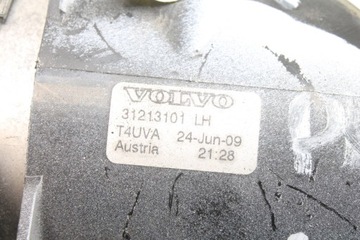 VOLVO
31213101 LH
T4UVA 24-Jun-09
Austria 21:28